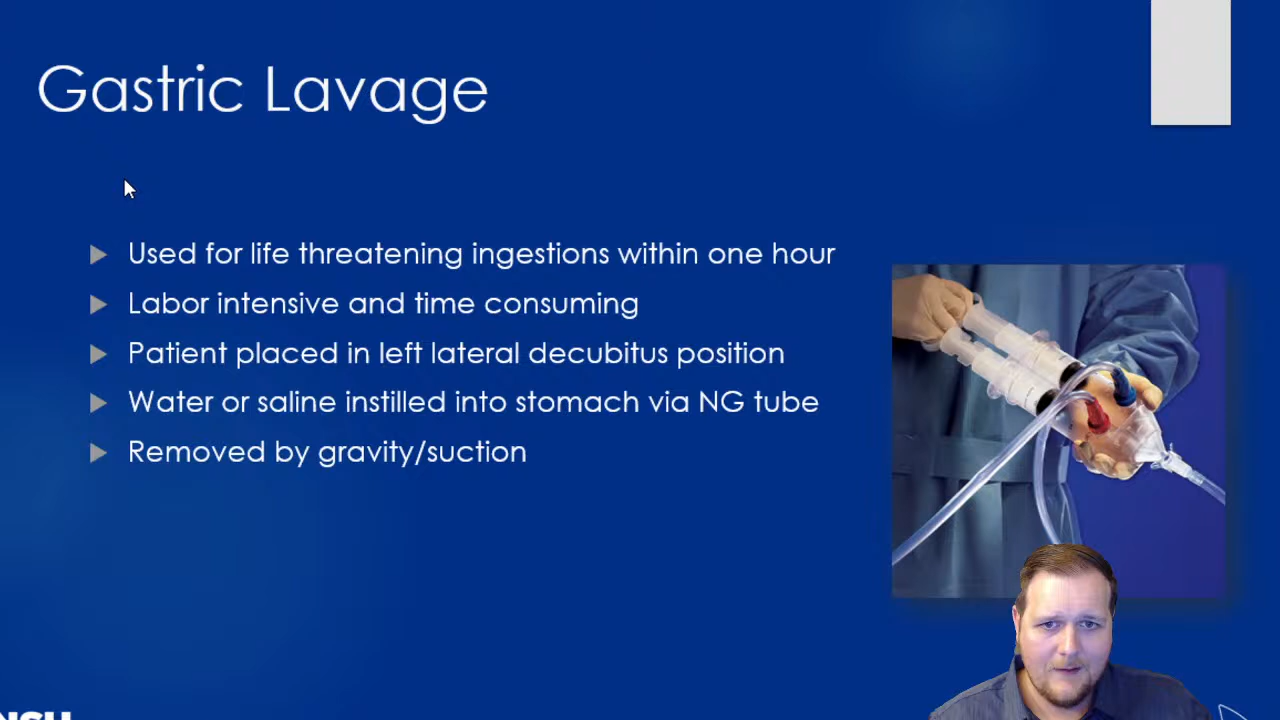 Gastric Lavage
Used for life threatening ingestions within one hour
Labor intensive and time consuming
Patient placed in left lateral decubitus position
Water or saline instilled into stomach via NG tube
Removed by gravity/suction